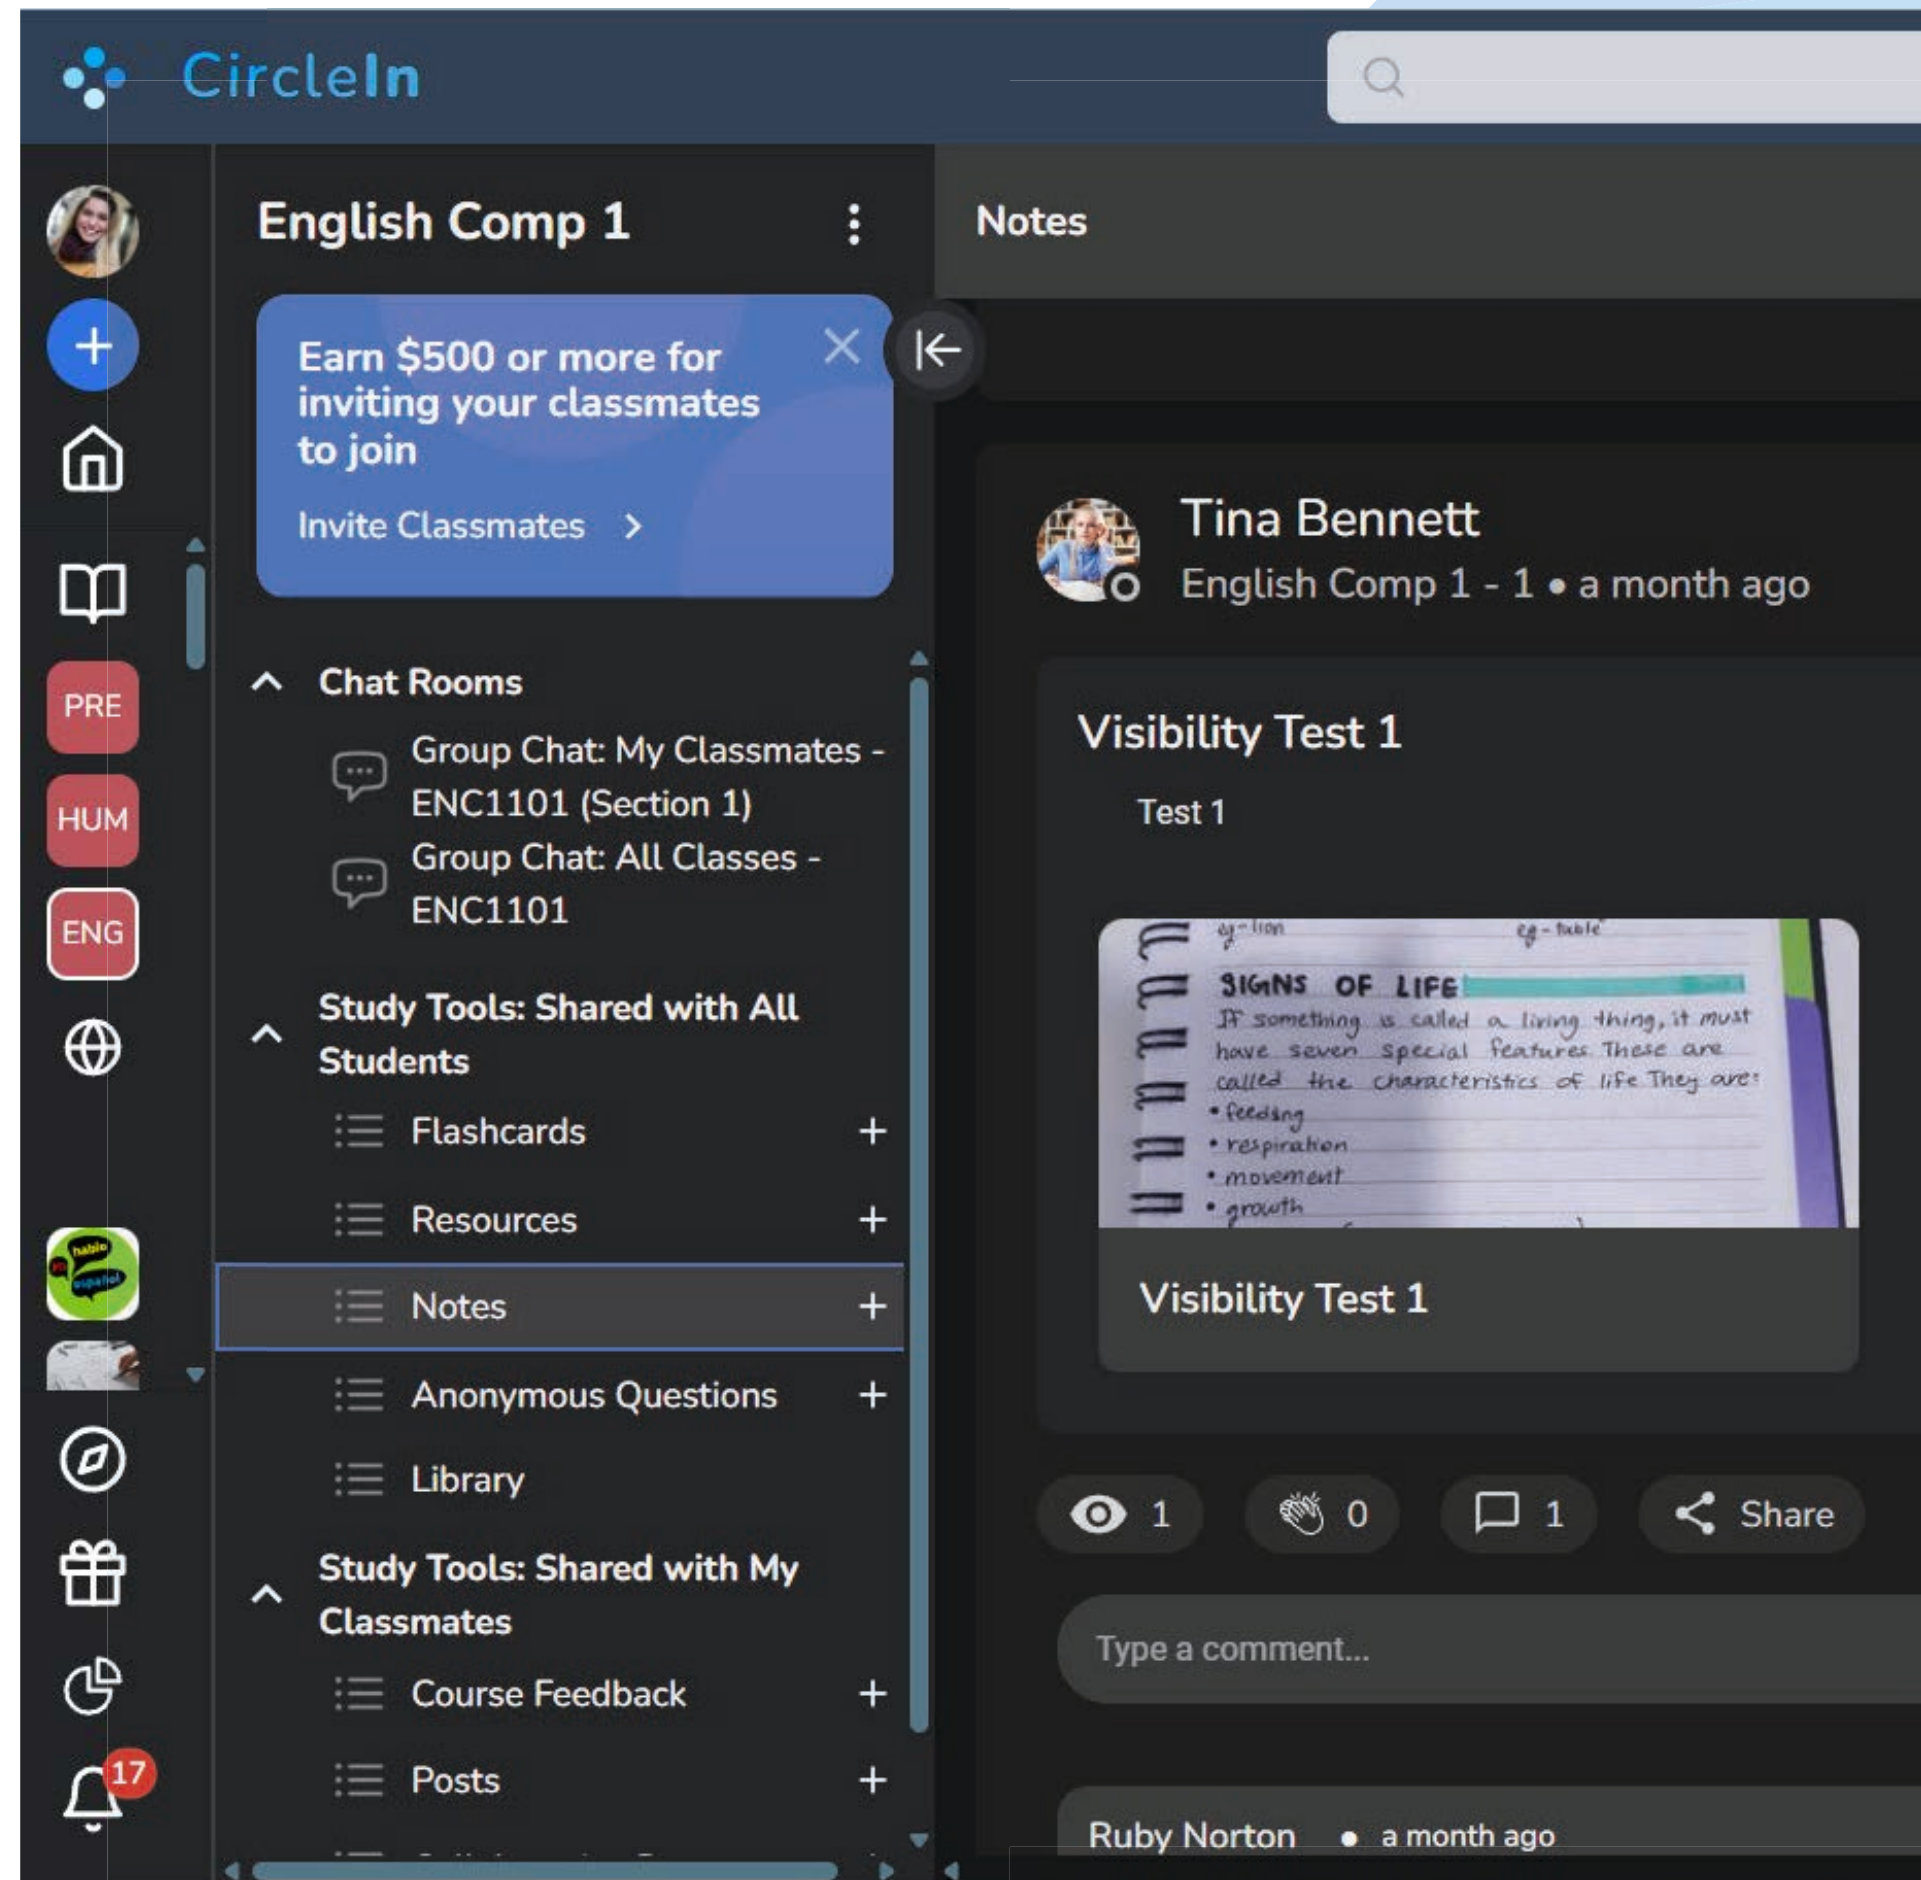 CircleIn
English Comp 1
Earn $500 or more for
inviting your classmates
to join
Invite Classmates
PRE
HUM
ENG
17
Chat Rooms
Group Chat: My Classmates -
ENC1101 (Section 1)
Group Chat: All Classes -
ENC1101
Study Tools: Shared with All
Students
Flashcards
Resources
Notes
Anonymous Questions
Library
Study Tools: Shared with My
Classmates
Course Feedback
Posts
Notes
Tina Bennett
English Comp 1 - 1 • a month ago
Visibility Test 1
Test 1
eg-lion eg-table
SIGNS OF LIFE
If something is called a living thing, it must
have seven special features These are
called the characteristics of life They are:
• feeding
• respiration
• movement
• growth
Visibility Test 1
1 0 1 Share
Type a comment...
Ruby Norton • a month ago